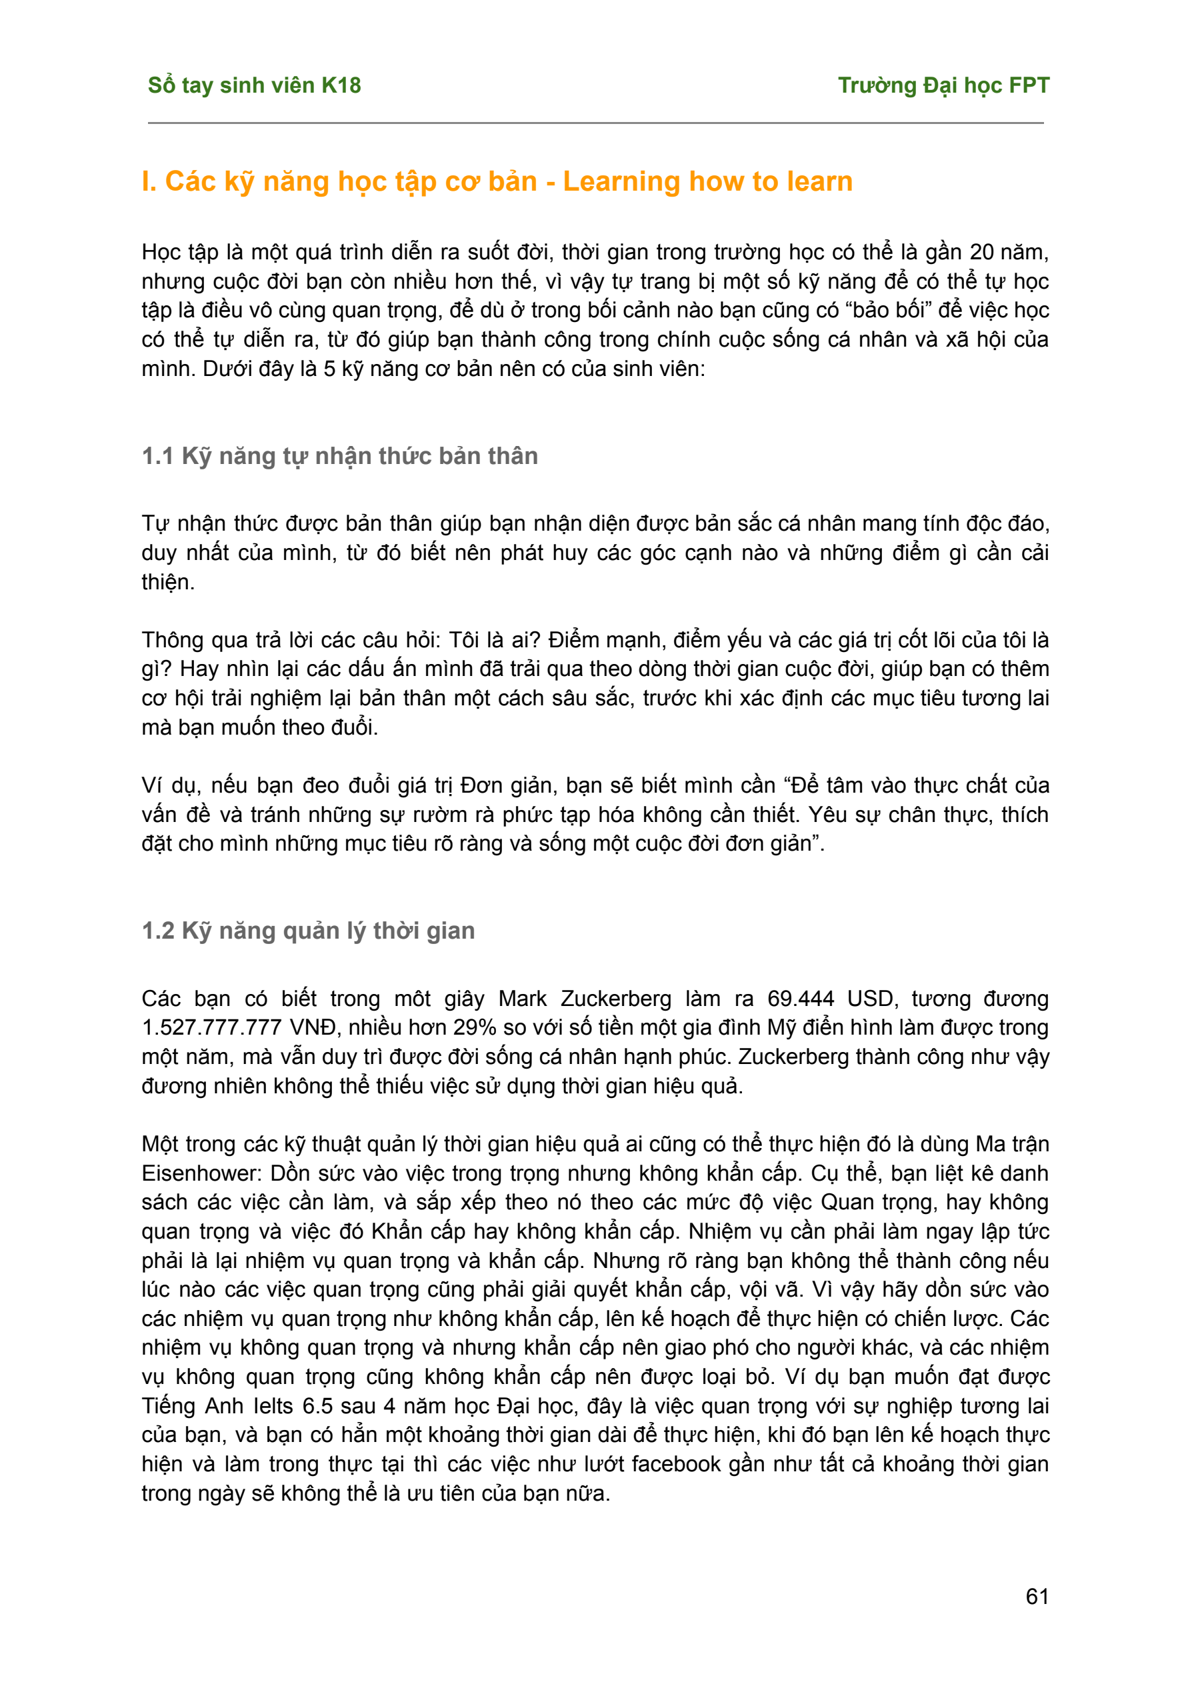 Sổ tay sinh viên K18 Trường Đại học FPT
I. Các kỹ năng học tập cơ bản - Learning how to learn
Học tập là một quá trình diễn ra suốt đời, thời gian trong trường học có thể là gần 20 năm,
nhưng cuộc đời bạn còn nhiều hơn thế, vì vậy tự trang bị một số kỹ năng để có thể tự học
tập là điều vô cùng quan trọng, để dù ở trong bối cảnh nào bạn cũng có “bảo bối” để việc học
có thể tự diễn ra, từ đó giúp bạn thành công trong chính cuộc sống cá nhân và xã hội của
mình. Dưới đây là 5 kỹ năng cơ bản nên có của sinh viên:
1.1 Kỹ năng tự nhận thức bản thân
Tự nhận thức được bản thân giúp bạn nhận diện được bản sắc cá nhân mang tính độc đáo,
duy nhất của mình, từ đó biết nên phát huy các góc cạnh nào và những điểm gì cần cải
thiện.
Thông qua trả lời các câu hỏi: Tôi là ai? Điểm mạnh, điểm yếu và các giá trị cốt lõi của tôi là
gì? Hay nhìn lại các dấu ấn mình đã trải qua theo dòng thời gian cuộc đời, giúp bạn có thêm
cơ hội trải nghiệm lại bản thân một cách sâu sắc, trước khi xác định các mục tiêu tương lai
mà bạn muốn theo đuổi.
Ví dụ, nếu bạn đeo đuổi giá trị Đơn giản, bạn sẽ biết mình cần “Để tâm vào thực chất của
vấn đề và tránh những sự rườm rà phức tạp hóa không cần thiết. Yêu sự chân thực, thích
đặt cho mình những mục tiêu rõ ràng và sống một cuộc đời đơn giản”.
1.2 Kỹ năng quản lý thời gian
Các bạn có biết trong môt giây Mark Zuckerberg làm ra 69.444 USD, tương đương
1.527.777.777 VNĐ, nhiều hơn 29% so với số tiền một gia đình Mỹ điển hình làm được trong
một năm, mà vẫn duy trì được đời sống cá nhân hạnh phúc. Zuckerberg thành công như vậy
đương nhiên không thể thiếu việc sử dụng thời gian hiệu quả.
Một trong các kỹ thuật quản lý thời gian hiệu quả ai cũng có thể thực hiện đó là dùng Ma trận
Eisenhower: Dồn sức vào việc trong trọng nhưng không khẩn cấp. Cụ thể, bạn liệt kê danh
sách các việc cần làm, và sắp xếp theo nó theo các mức độ việc Quan trọng, hay không
quan trọng và việc đó Khẩn cấp hay không khẩn cấp. Nhiệm vụ cần phải làm ngay lập tức
phải là lại nhiệm vụ quan trọng và khẩn cấp. Nhưng rõ ràng bạn không thể thành công nếu
lúc nào các việc quan trọng cũng phải giải quyết khẩn cấp, vội vã. Vì vậy hãy dồn sức vào
các nhiệm vụ quan trọng như không khẩn cấp, lên kế hoạch để thực hiện có chiến lược. Các
nhiệm vụ không quan trọng và nhưng khẩn cấp nên giao phó cho người khác, và các nhiệm
vụ không quan trọng cũng không khẩn cấp nên được loại bỏ. Ví dụ bạn muốn đạt được
Tiếng Anh Ielts 6.5 sau 4 năm học Đại học, đây là việc quan trọng với sự nghiệp tương lai
của bạn, và bạn có hẳn một khoảng thời gian dài để thực hiện, khi đó bạn lên kế hoạch thực
hiện và làm trong thực tại thì các việc như lướt facebook gần như tất cả khoảng thời gian
trong ngày sẽ không thể là ưu tiên của bạn nữa.
61